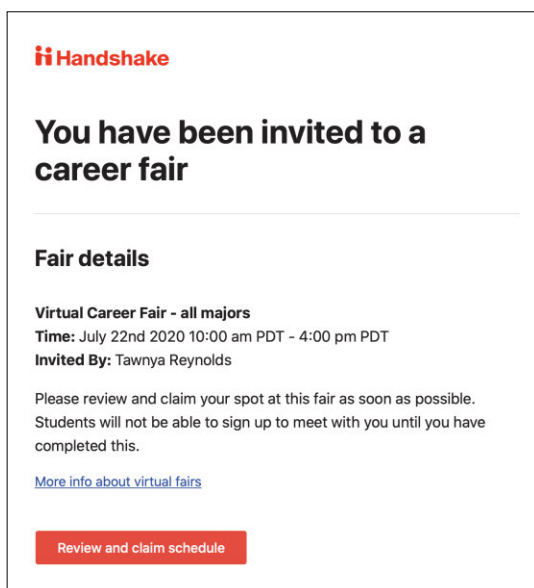 Handshake
You have been invited to a
career fair
Fair details
Virtual Career Fair - all majors
Time: July 22nd 2020 10:00 am PDT - 4:00 pm PDT
Invited By: Tawnya Reynolds
Please review and claim your spot at this fair as soon as possible.
Students will not be able to sign up to meet with you until you have
completed this.
More info about virtual fairs
Review and claim schedule